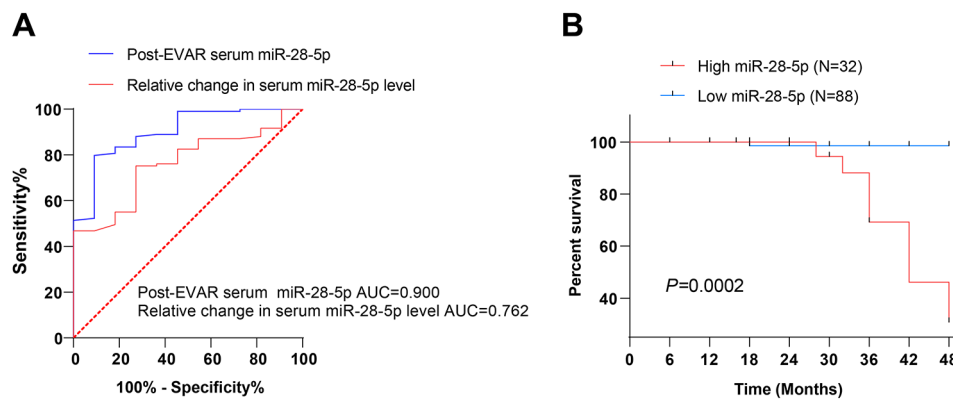 A
Post-EVAR serum miR-28-5p
Relative change in serum miR-28-5p level
100
80
60
40
20
0
Sensitivity%
Post-EVAR serum miR-28-5p AUC=0.900
Relative change in serum miR-28-5p level AUC=0.762
0 20 40 60 80 100
100% - Specificity%
B
High miR-28-5p (N=32)
Low miR-28-5p (N=88)
100
80
60
40
Percent survival
P=0.0002
0 6 12 18 24 30 36 42 48
Time (Months)